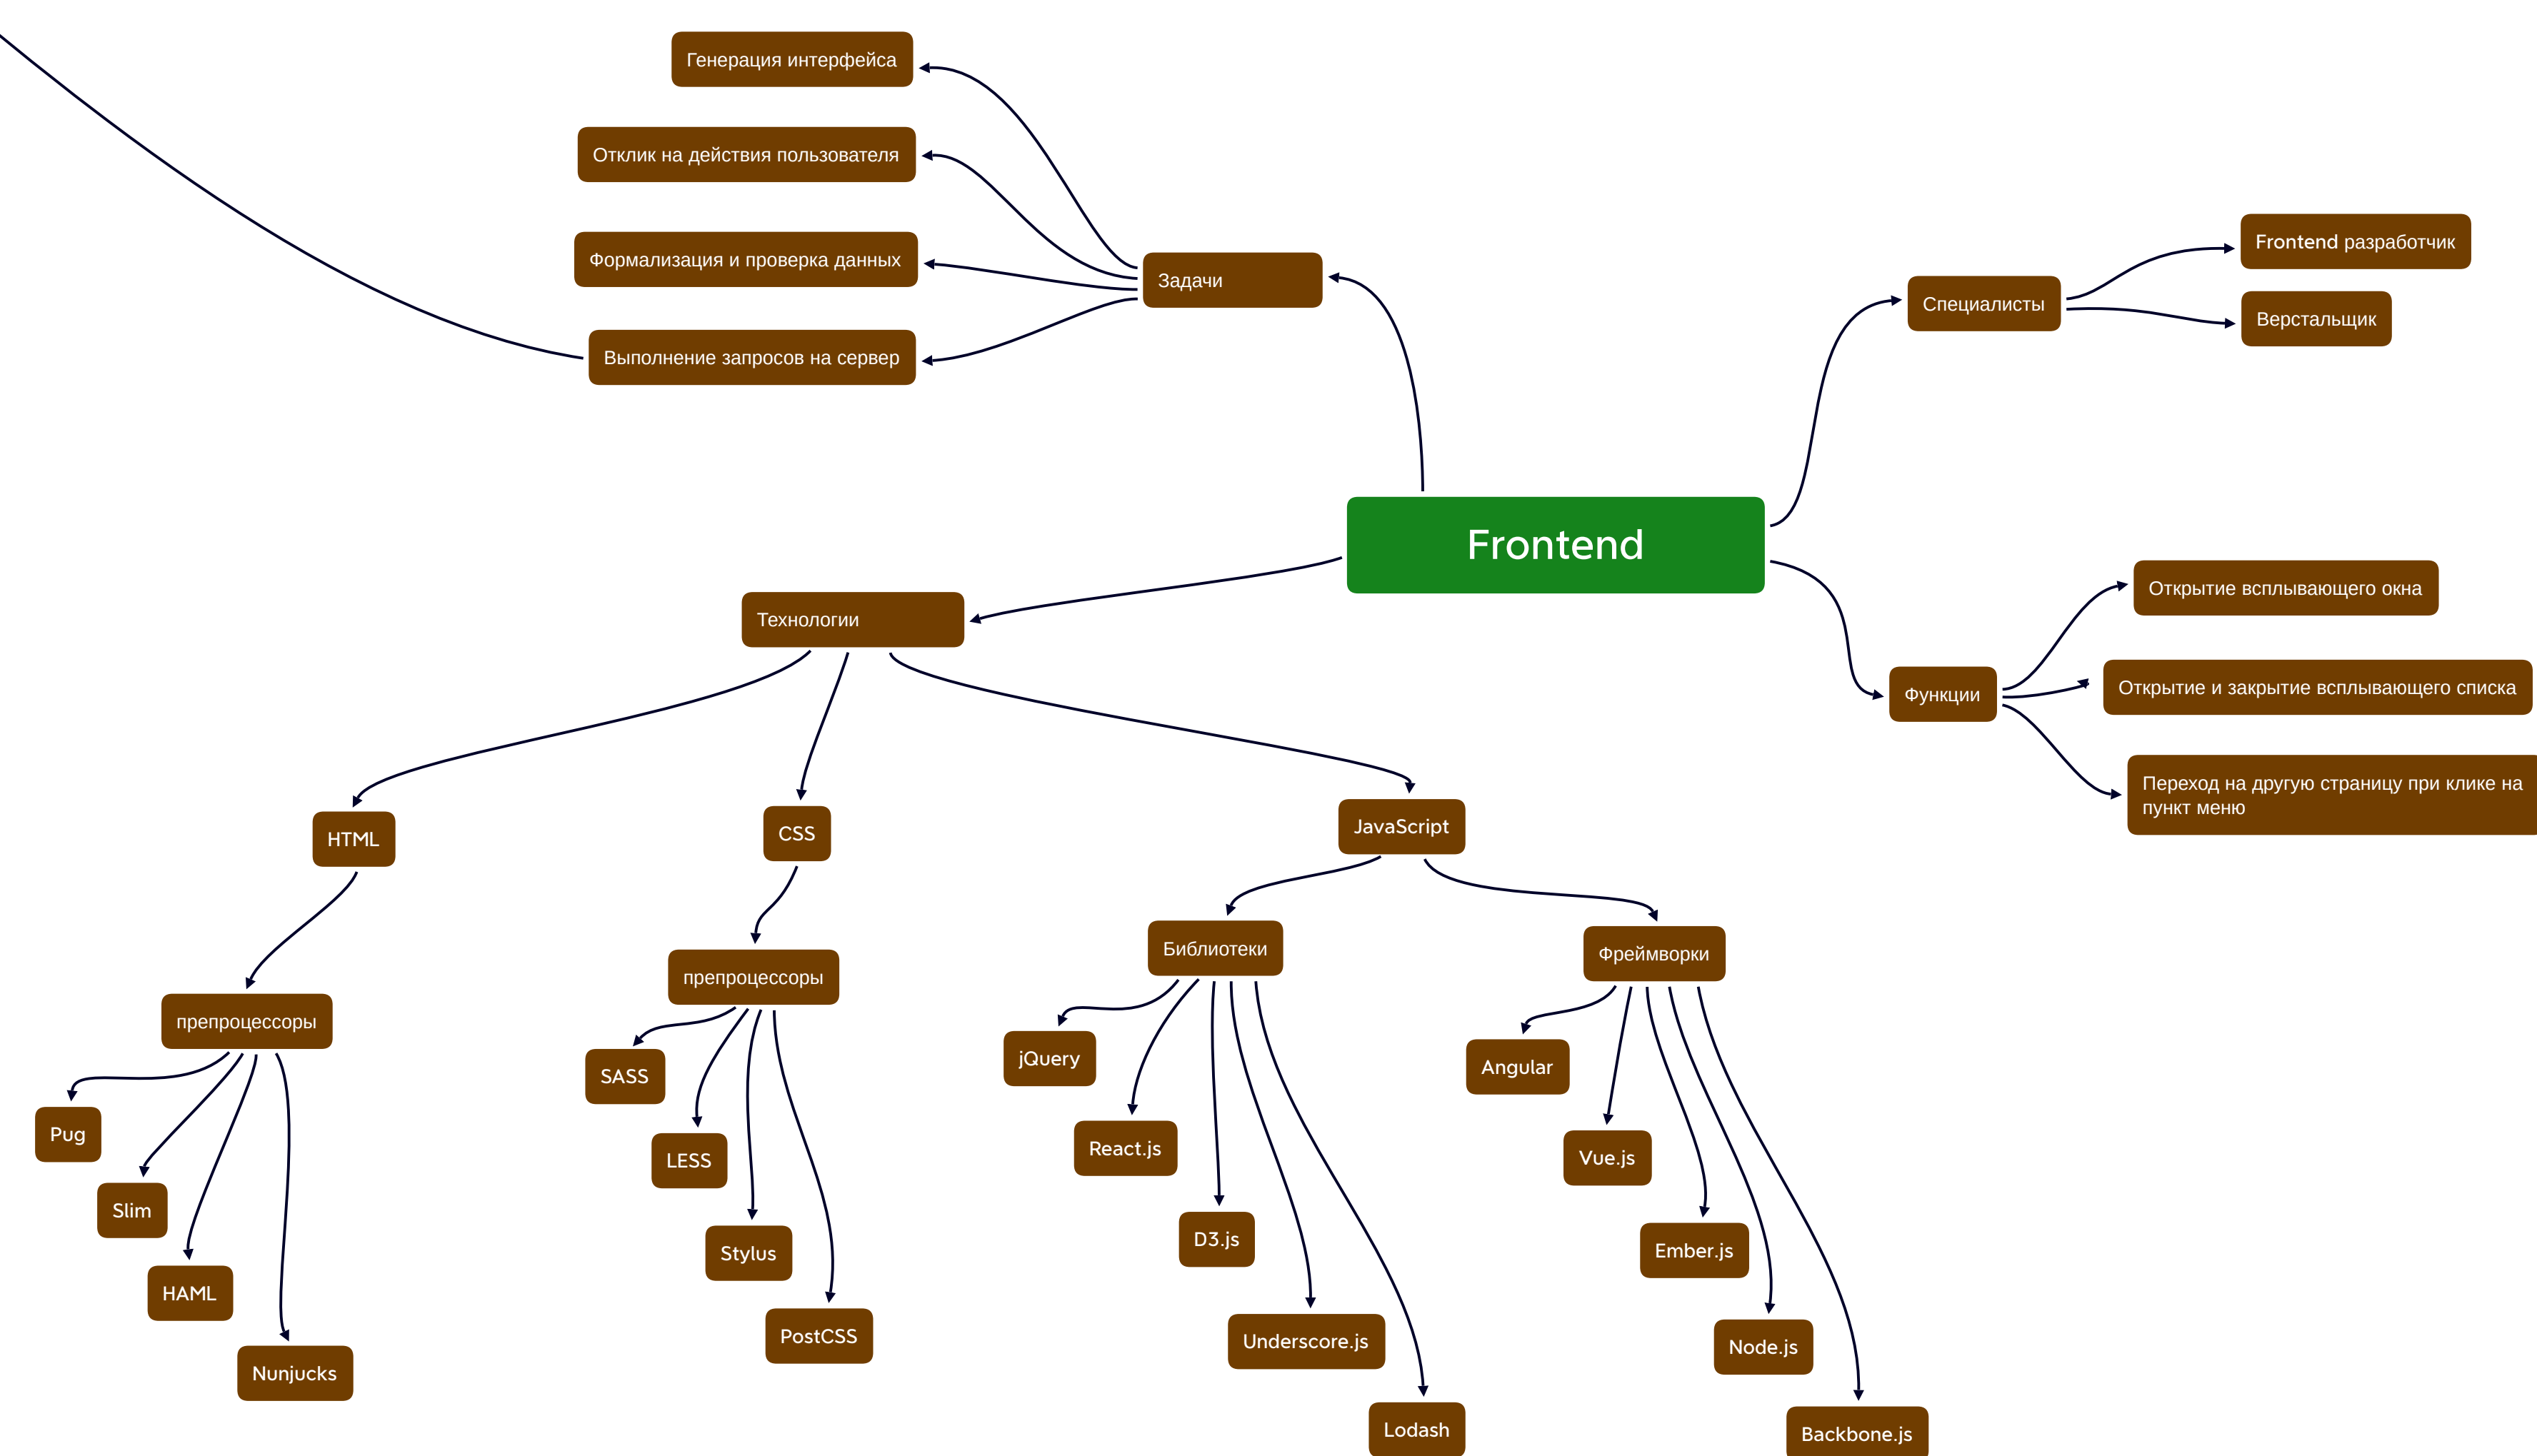 Генерация интерфейса
Отклик на действия пользователя
Формализация и проверка данных
Выполнение запросов на сервер
Задачи
Специалисты
Frontend разработчик
Верстальщик
Frontend
Технологии
Функции
Открытие всплывающего окна
Открытие и закрытие всплывающего списка
Переход на другую страницу при клике на
пункт меню
HTML
препроцессоры
Pug
Slim
HAML
Nunjucks
CSS
препроцессоры
SASS
LESS
Stylus
PostCSS
JavaScript
Библиотеки
jQuery
React.js
D3.js
Underscore.js
Lodash
Фреймворки
Angular
Vue.js
Ember.js
Node.js
Backbone.js